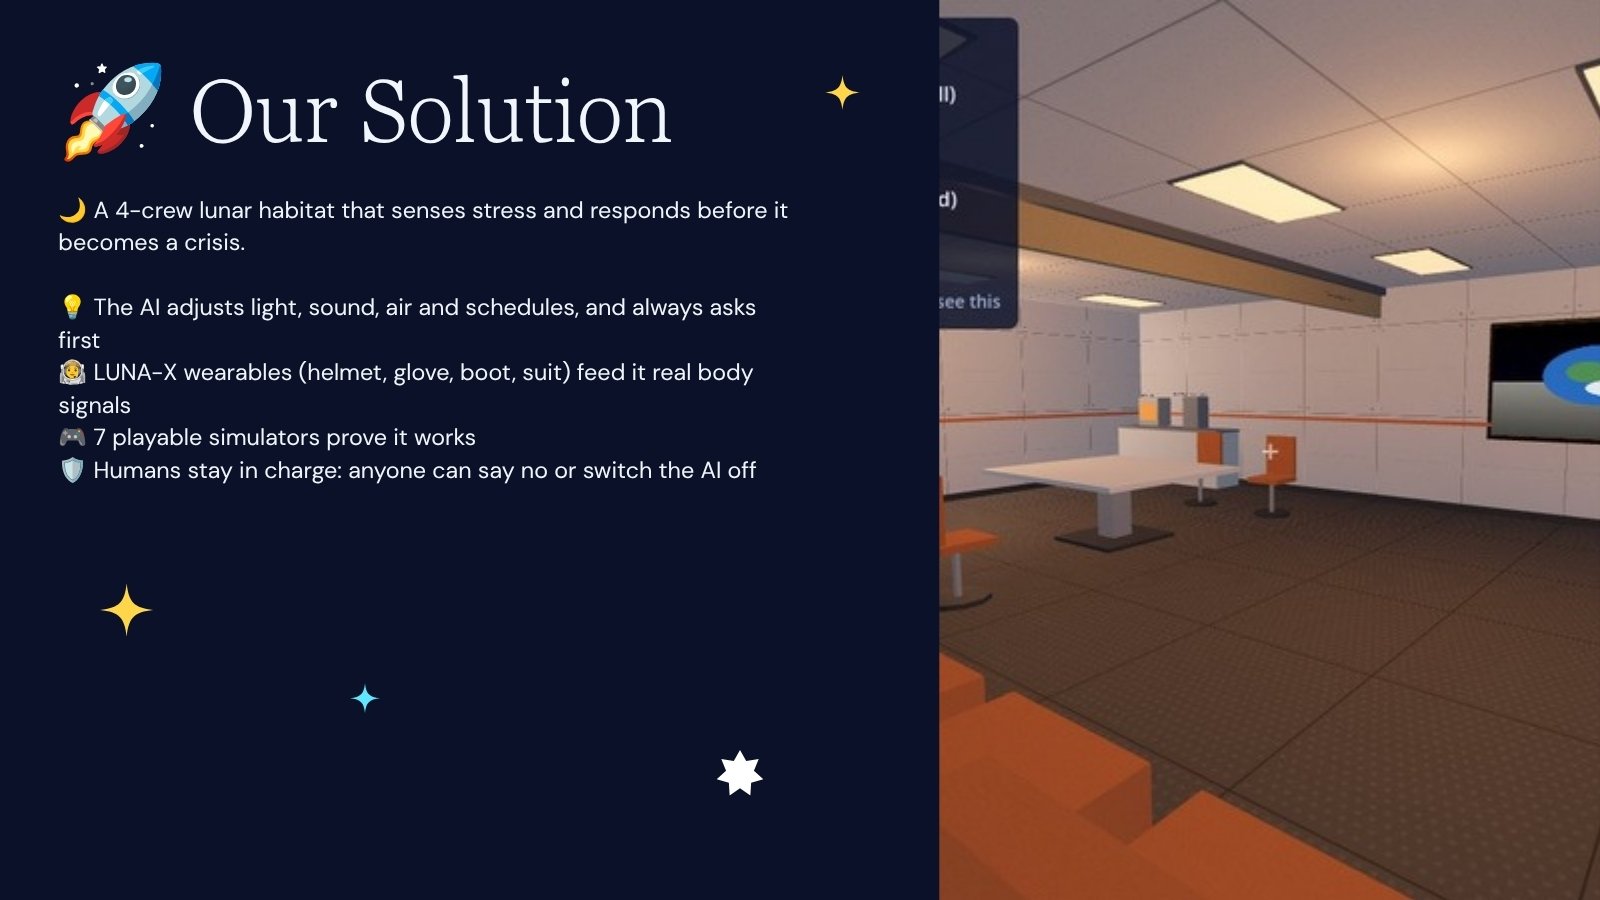 Our Solution
🌙 A 4-crew lunar habitat that senses stress and responds before it
becomes a crisis.
💡 The AI adjusts light, sound, air and schedules, and always asks
first
👩‍🚀 LUNA-X wearables (helmet, glove, boot, suit) feed it real body
signals
🎮 7 playable simulators prove it works
🛡️ Humans stay in charge: anyone can say no or switch the AI off
ll)
d)
see this